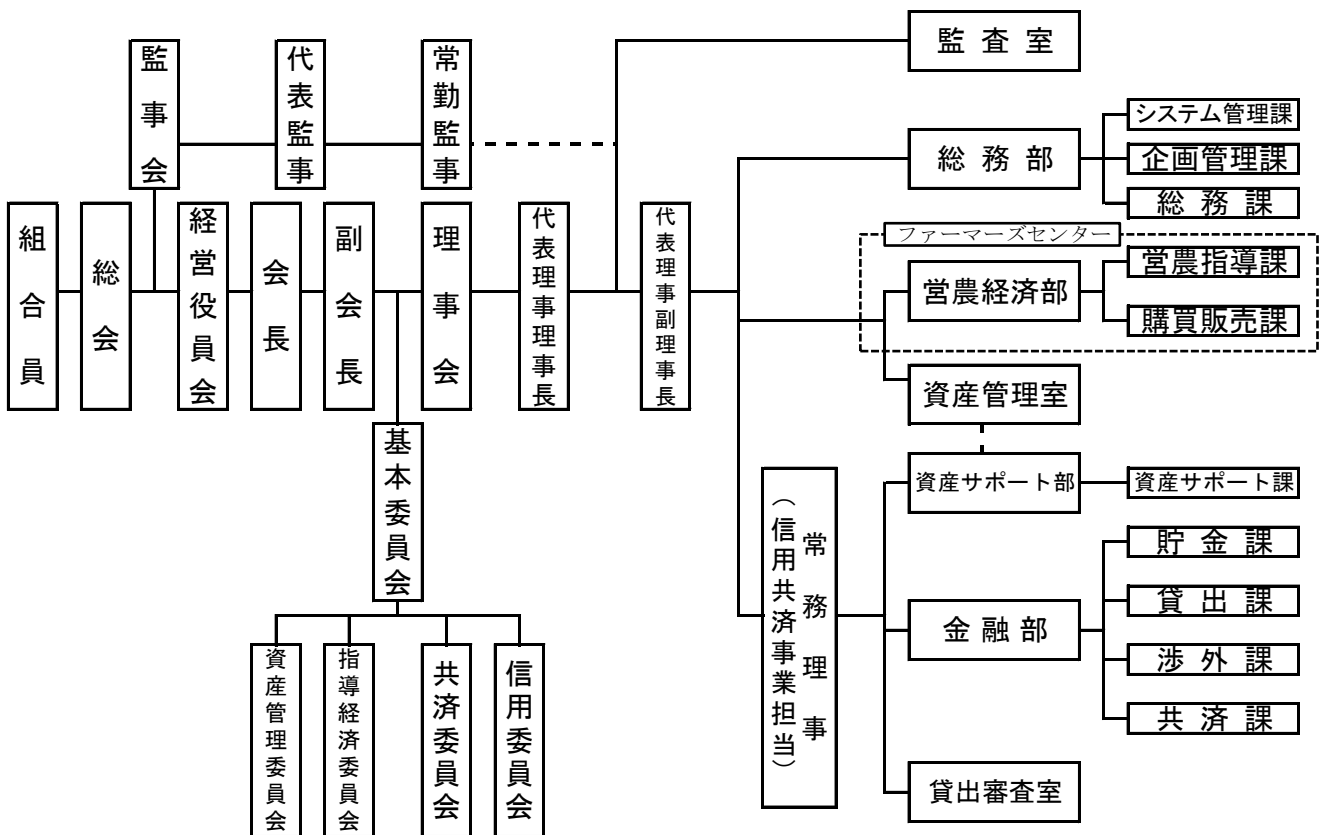 監査室
監事会
代表監事
常勤監事
システム管理課
総務部
企画管理課
総務課
組合員
総会
経営役員会
会長
副会長
理事会
代表理事理事長
代表理事副理事長
ファーマーズセンター
営農指導課
営農経済部
購買販売課
資産管理室
基本委員会
常務理事
（信用共済事業担当）
資産サポート部
資産サポート課
貯金課
貸出課
金融部
渉外課
共済課
貸出審査室
資産管理委員会
指導経済委員会
共済委員会
信用委員会